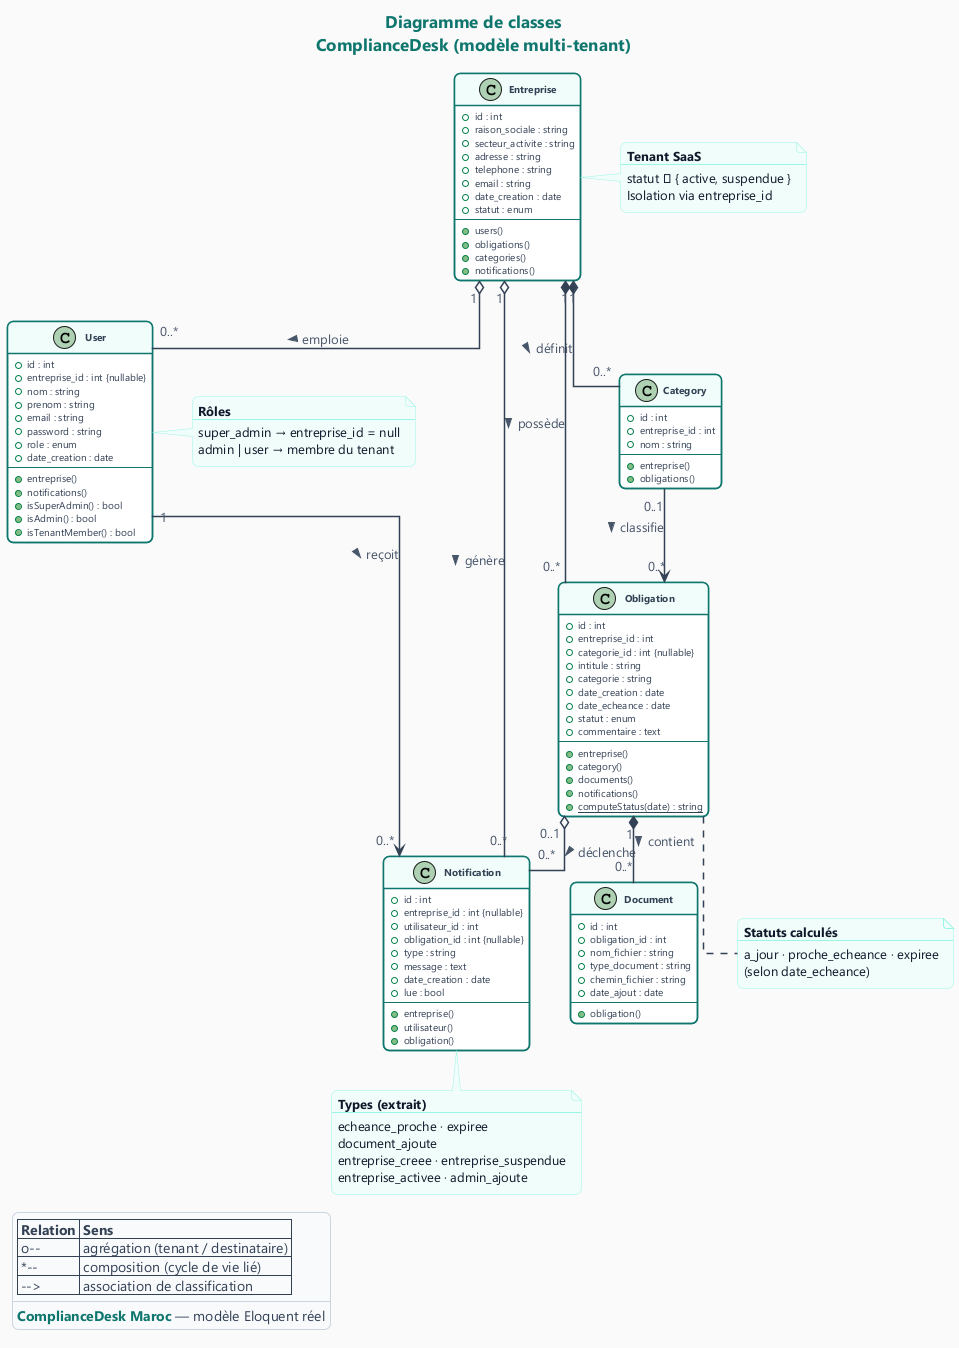 Diagramme de classes
ComplianceDesk (modèle multi-tenant)
C Entreprise
id : int
raison_sociale : string
secteur_activite : string
adresse : string
telephone : string
email : string
date_creation : date
statut : enum
users()
obligations()
categories()
notifications()
Tenant SaaS
statut { active, suspendue }
Isolation via entreprise_id
1
1
1
1
0..*
emploie
définit
C User
id : int
entreprise_id : int {nullable}
nom : string
prenom : string
email : string
password : string
role : enum
date_creation : date
entreprise()
notifications()
isSuperAdmin() : bool
isAdmin() : bool
isTenantMember() : bool
Rôles
super_admin → entreprise_id = null
admin | user → membre du tenant
0..*
C Category
id : int
entreprise_id : int
nom : string
entreprise()
obligations()
possède
0..1
classifie
0..*
0..*
1
reçoit
génère
C Obligation
id : int
entreprise_id : int
categorie_id : int {nullable}
intitule : string
categorie : string
date_creation : date
date_echeance : date
statut : enum
commentaire : text
entreprise()
category()
documents()
notifications()
computeStatus(date) : string
0..1
1
0..*
0..*
0..*
déclenche
contient
0..*
C Notification
id : int
entreprise_id : int {nullable}
utilisateur_id : int
obligation_id : int {nullable}
type : string
message : text
date_creation : date
lue : bool
entreprise()
utilisateur()
obligation()
C Document
id : int
obligation_id : int
nom_fichier : string
type_document : string
chemin_fichier : string
date_ajout : date
obligation()
Statuts calculés
a_jour · proche_echeance · expiree
(selon date_echeance)
Types (extrait)
echeance_proche · expiree
document_ajoute
entreprise_creee · entreprise_suspendue
entreprise_activee · admin_ajoute
Relation Sens
o-- agrégation (tenant / destinataire)
*-- composition (cycle de vie lié)
--> association de classification
ComplianceDesk Maroc — modèle Eloquent réel